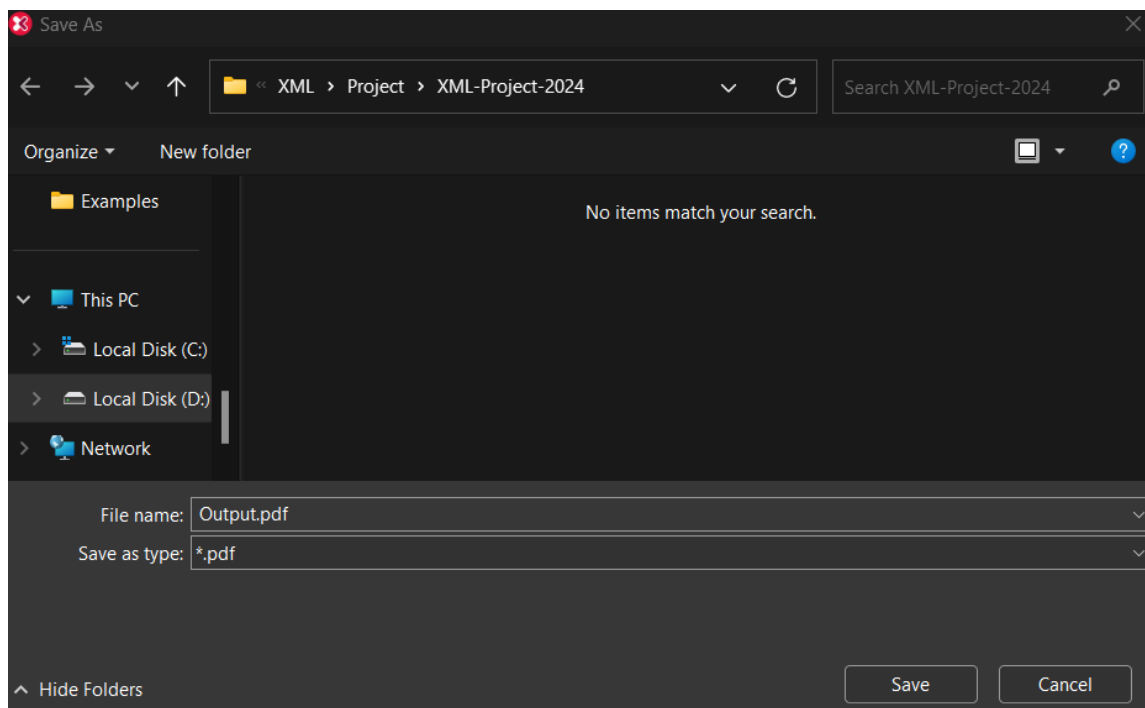 Save As
« XML > Project > XML-Project-2024
Search XML-Project-2024
Organize
New folder
?
Examples
No items match your search.
This PC
Local Disk (C:)
Local Disk (D:)
Network
File name: Output.pdf
Save as type: *.pdf
Hide Folders
Save
Cancel